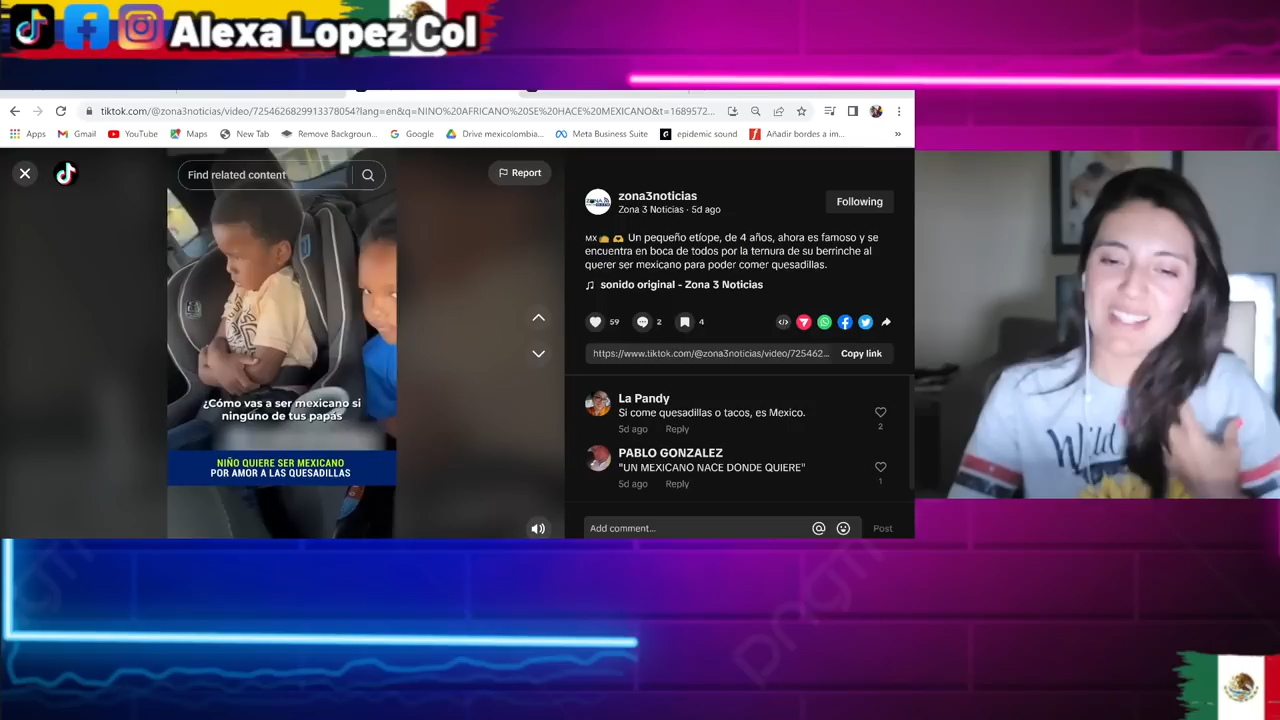 Alexa Lopez Col
tiktok.com/@zona3noticias/video/7254626829913378054?lang=en&q=NINO%20AFRICANO%20SE%20HACE%20MEXICANO&t=1689572...
Apps Gmail YouTube Maps New Tab Remove Backgroun... Google Drive mexicolombia... Meta Business Suite epidemic sound Añadir bordes a im... »
Find related content
Report
¿Cómo vas a ser mexicano si
ninguno de tus papás
NIÑO QUIERE SER MEXICANO
POR AMOR A LAS QUESADILLAS
zona3noticias
Zona 3 Noticias · 5d ago
Following
MX Un pequeño etíope, de 4 años, ahora es famoso y se
encuentra en boca de todos por la ternura de su berrinche al
querer ser mexicano para poder comer quesadillas.
sonido original - Zona 3 Noticias
59 2 4
https://www.tiktok.com/@zona3noticias/video/725462...
Copy link
La Pandy
Si come quesadillas o tacos, es Mexico.
5d ago Reply
2
PABLO GONZALEZ
"UN MEXICANO NACE DONDE QUIERE"
5d ago Reply
1
Add comment...
Post
Wild